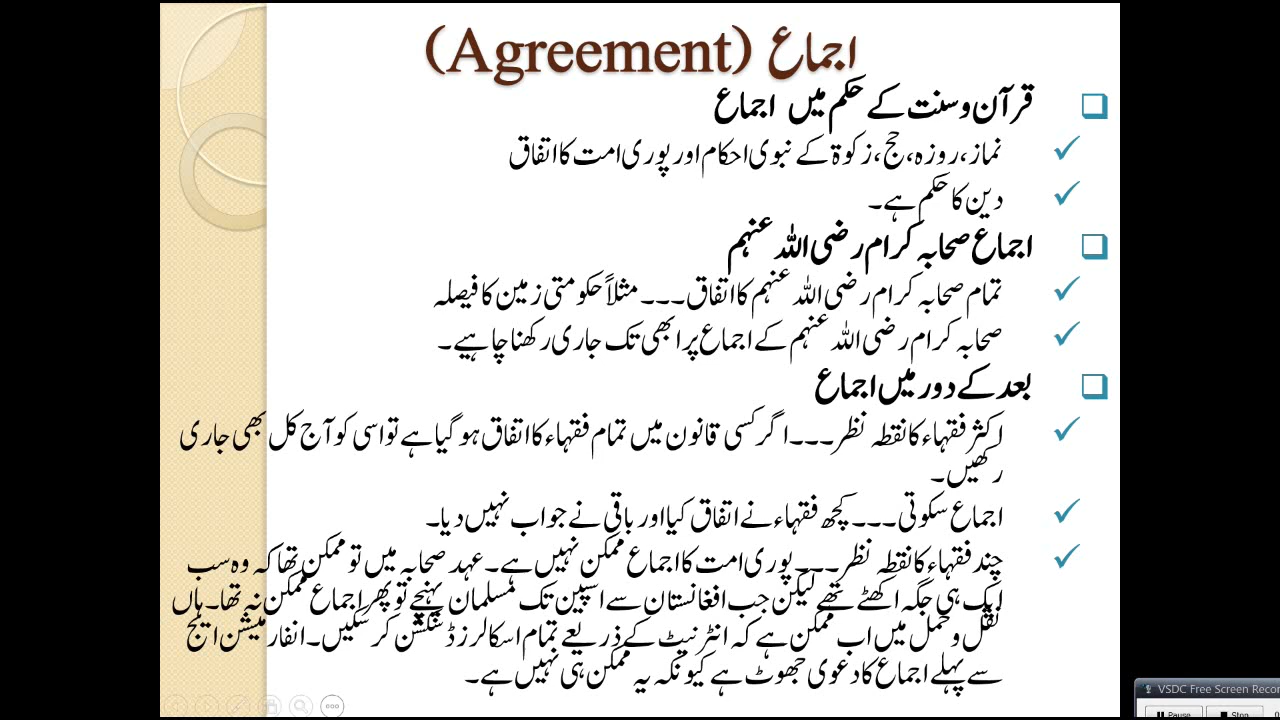 اجماع (Agreement)
قرآن و سنت کے حکم میں اجماع
نماز، روزہ، حج، زکوۃ کے نبوی احکام اور پوری امت کا اتفاق
دین کا حکم ہے۔
اجماع صحابہ کرام رضی اللہ عنہم
تمام صحابہ کرام رضی اللہ عنہم کا اتفاق۔۔۔ مثلاً حکومتی زمین کا فیصلہ
صحابہ کرام رضی اللہ عنہم کے اجماع پر ابھی تک جاری رکھنا چاہیے۔
بعد کے دور میں اجماع
اکثر فقہاء کا نقطہ نظر۔۔۔ اگر کسی قانون میں تمام فقہاء کا اتفاق ہو گیا ہے تو اسی کو آج کل بھی جاری
رکھیں۔
اجماع سکوتی۔۔۔ کچھ فقہاء نے اتفاق کیا اور باقی نے جواب نہیں دیا۔
چند فقہاء کا نقطہ نظر۔۔۔ پوری امت کا اجماع ممکن نہیں ہے۔ عہد صحابہ میں تو ممکن تھا کہ وہ سب
ایک ہی جگہ اکھٹے تھے لیکن جب افغانستان سے اسپین تک مسلمان پہنچے تو پھر اجماع ممکن نہ تھا۔ ہاں
نقل و حمل میں اب ممکن ہے کہ انٹرنیٹ کے ذریعے تمام اسکالرز ڈسکشن کر سکیں۔ انفارمیشن ایج
سے پہلے اجماع کا دعوی جھوٹ ہے کیونکہ یہ ممکن ہی نہیں ہے۔
VSDC Free Screen Recor
Pause
Stop